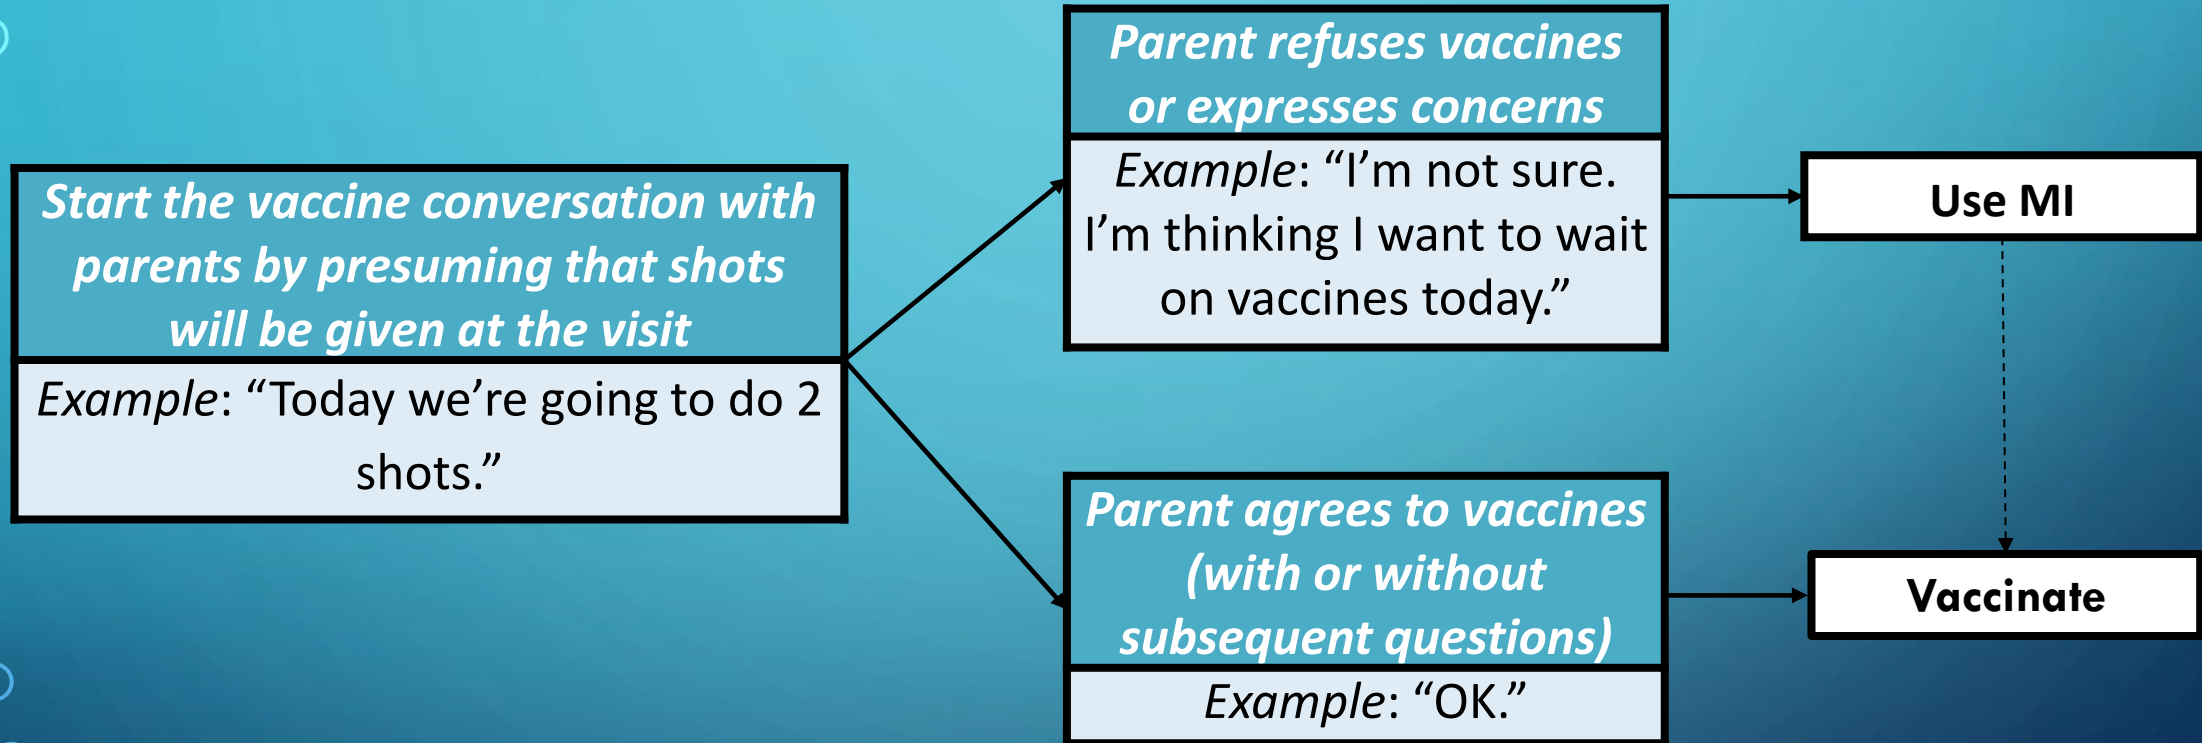 Start the vaccine conversation with
parents by presuming that shots
will be given at the visit
Example: “Today we’re going to do 2
shots.”
Parent refuses vaccines
or expresses concerns
Example: “I’m not sure.
I’m thinking I want to wait
on vaccines today.”
Use MI
Parent agrees to vaccines
(with or without
subsequent questions)
Example: “OK.”
Vaccinate